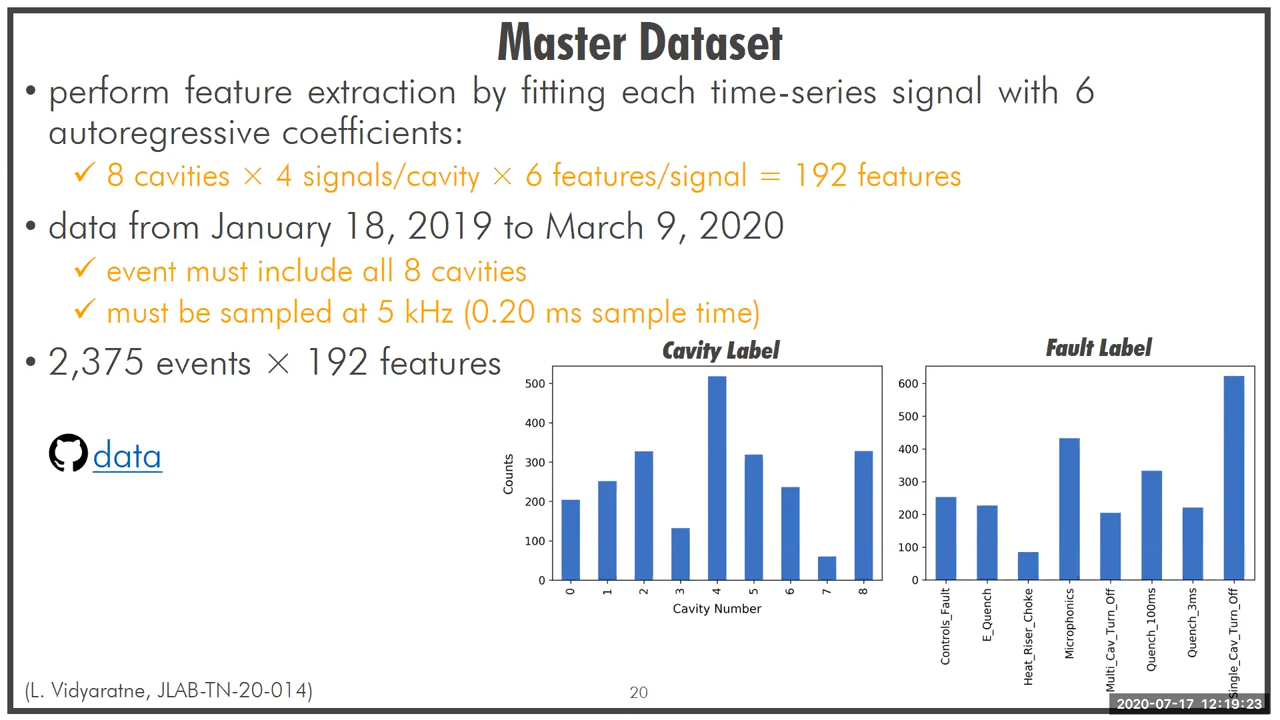 Master Dataset
• perform feature extraction by fitting each time-series signal with 6
autoregressive coefficients:
✓ 8 cavities × 4 signals/cavity × 6 features/signal = 192 features
• data from January 18, 2019 to March 9, 2020
✓ event must include all 8 cavities
✓ must be sampled at 5 kHz (0.20 ms sample time)
• 2,375 events × 192 features
data
Cavity Label
500
400
300
200
100
0
Counts
0 1 2 3 4 5 6 7 8
Cavity Number
Fault Label
600
500
400
300
200
100
0
Controls_Fault
E_Quench
Heat_Riser_Choke
Microphonics
Multi_Cav_Turn_Off
Quench_100ms
Quench_3ms
Single_Cav_Turn_Off
(L. Vidyaratne, JLAB-TN-20-014)
20
2020-07-17 12:19:23